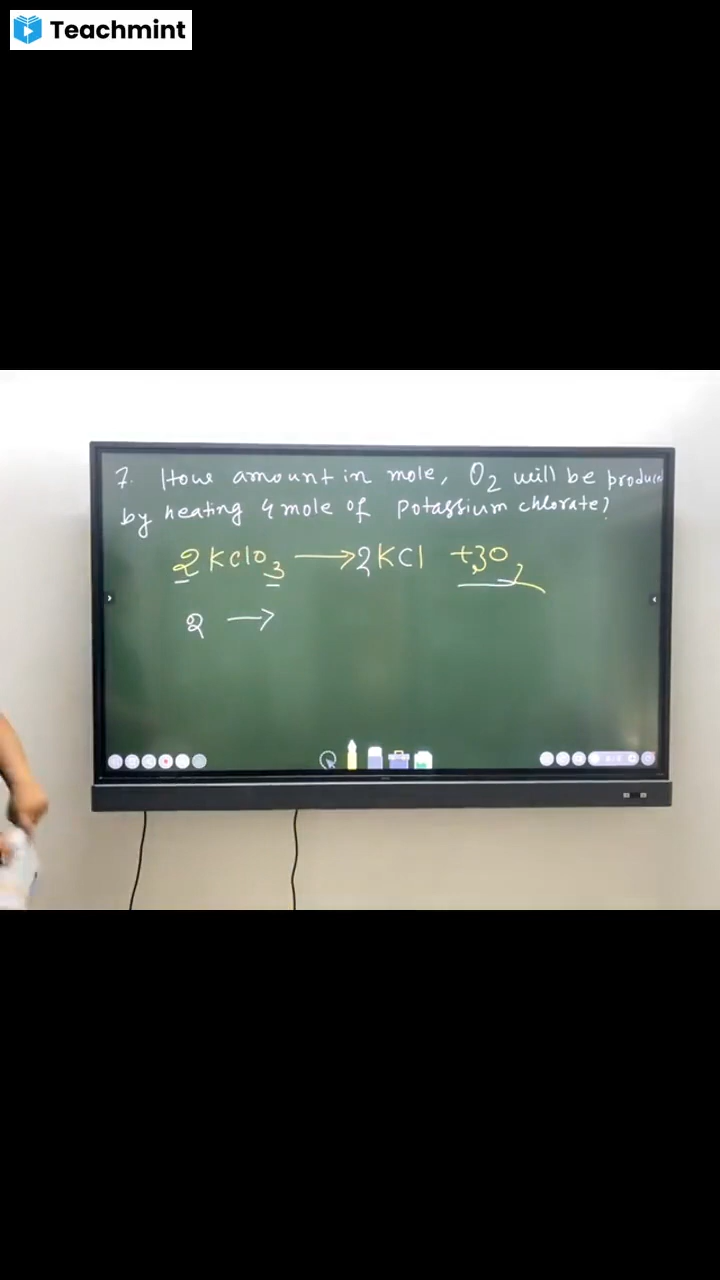 Teachmint
7. How amount in mole, O2 will be produced
by heating 4 mole of Potassium chlorate?
2KClO3 → 2KCl + 3O2
2 →